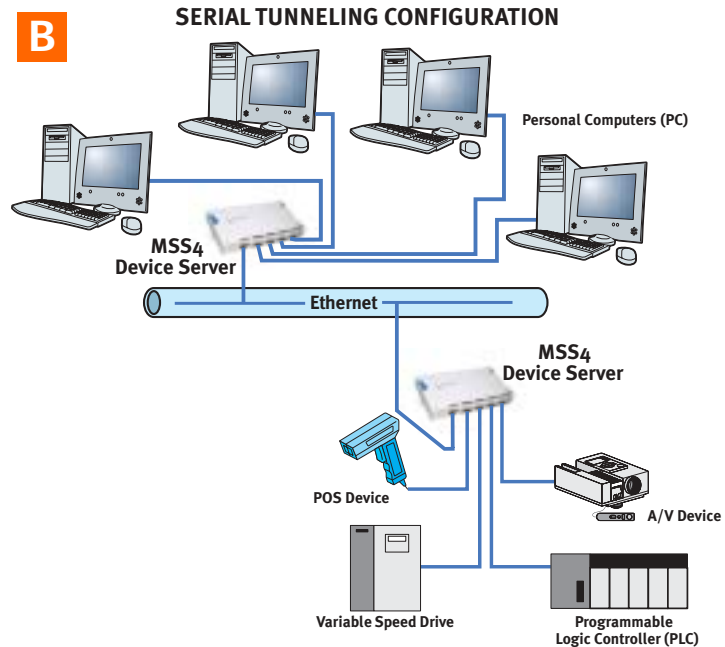 B
SERIAL TUNNELING CONFIGURATION
Personal Computers (PC)
MSS4
Device Server
Ethernet
MSS4
Device Server
POS Device
A/V Device
Variable Speed Drive
Programmable
Logic Controller (PLC)